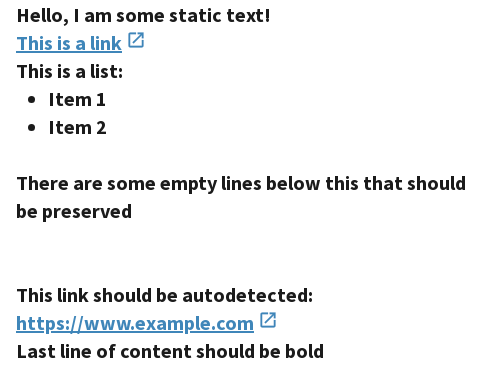 Hello, I am some static text!
This is a link
This is a list:
• Item 1
• Item 2
There are some empty lines below this that should
be preserved
This link should be autodetected:
https://www.example.com
Last line of content should be bold